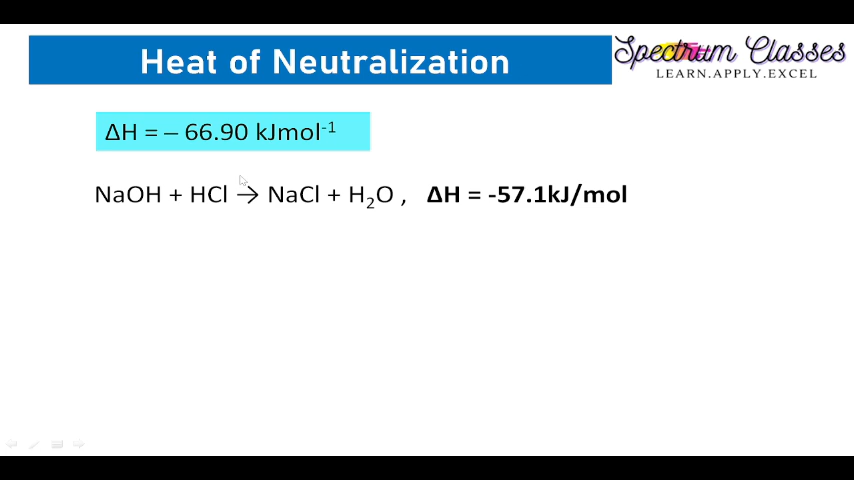 Heat of Neutralization
Spectrum Classes
LEARN.APPLY.EXCEL
ΔH = – 66.90 kJmol⁻¹
NaOH + HCl → NaCl + H₂O , ΔH = -57.1kJ/mol